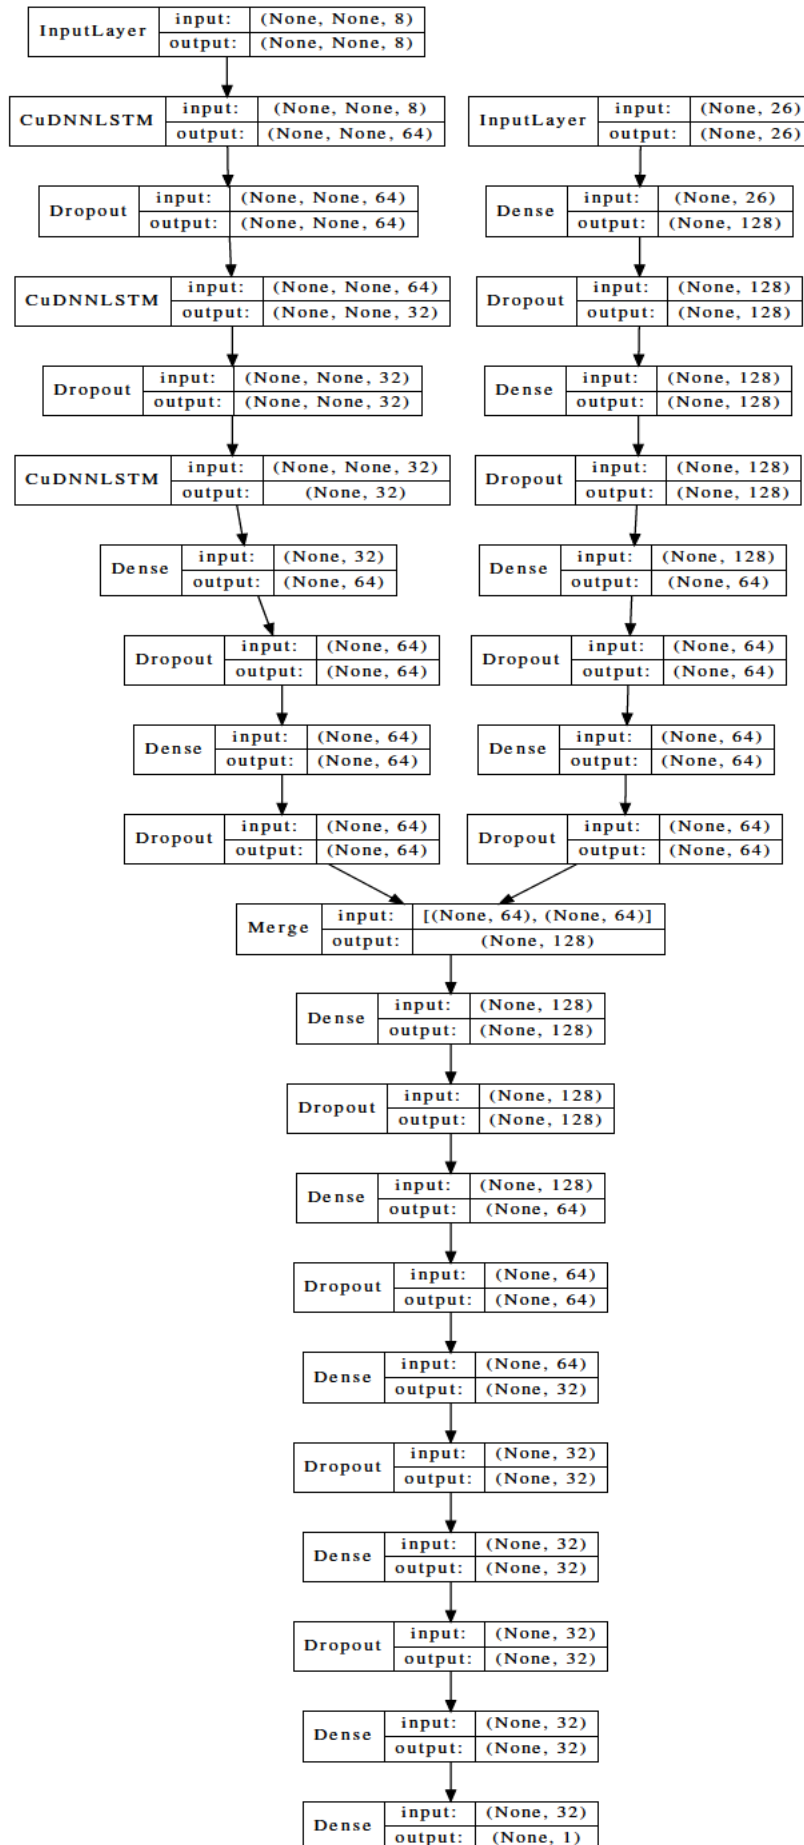 InputLayer input: (None, None, 8)
output: (None, None, 8)
CuDNNLSTM input: (None, None, 8)
output: (None, None, 64)
Dropout input: (None, None, 64)
output: (None, None, 64)
CuDNNLSTM input: (None, None, 64)
output: (None, None, 32)
Dropout input: (None, None, 32)
output: (None, None, 32)
CuDNNLSTM input: (None, None, 32)
output: (None, 32)
Dense input: (None, 32)
output: (None, 64)
Dropout input: (None, 64)
output: (None, 64)
Dense input: (None, 64)
output: (None, 64)
Dropout input: (None, 64)
output: (None, 64)
InputLayer input: (None, 26)
output: (None, 26)
Dense input: (None, 26)
output: (None, 128)
Dropout input: (None, 128)
output: (None, 128)
Dense input: (None, 128)
output: (None, 128)
Dropout input: (None, 128)
output: (None, 128)
Dense input: (None, 128)
output: (None, 64)
Dropout input: (None, 64)
output: (None, 64)
Dense input: (None, 64)
output: (None, 64)
Dropout input: (None, 64)
output: (None, 64)
Merge input: [(None, 64), (None, 64)]
output: (None, 128)
Dense input: (None, 128)
output: (None, 128)
Dropout input: (None, 128)
output: (None, 128)
Dense input: (None, 128)
output: (None, 64)
Dropout input: (None, 64)
output: (None, 64)
Dense input: (None, 64)
output: (None, 32)
Dropout input: (None, 32)
output: (None, 32)
Dense input: (None, 32)
output: (None, 32)
Dropout input: (None, 32)
output: (None, 32)
Dense input: (None, 32)
output: (None, 32)
Dense input: (None, 32)
output: (None, 1)